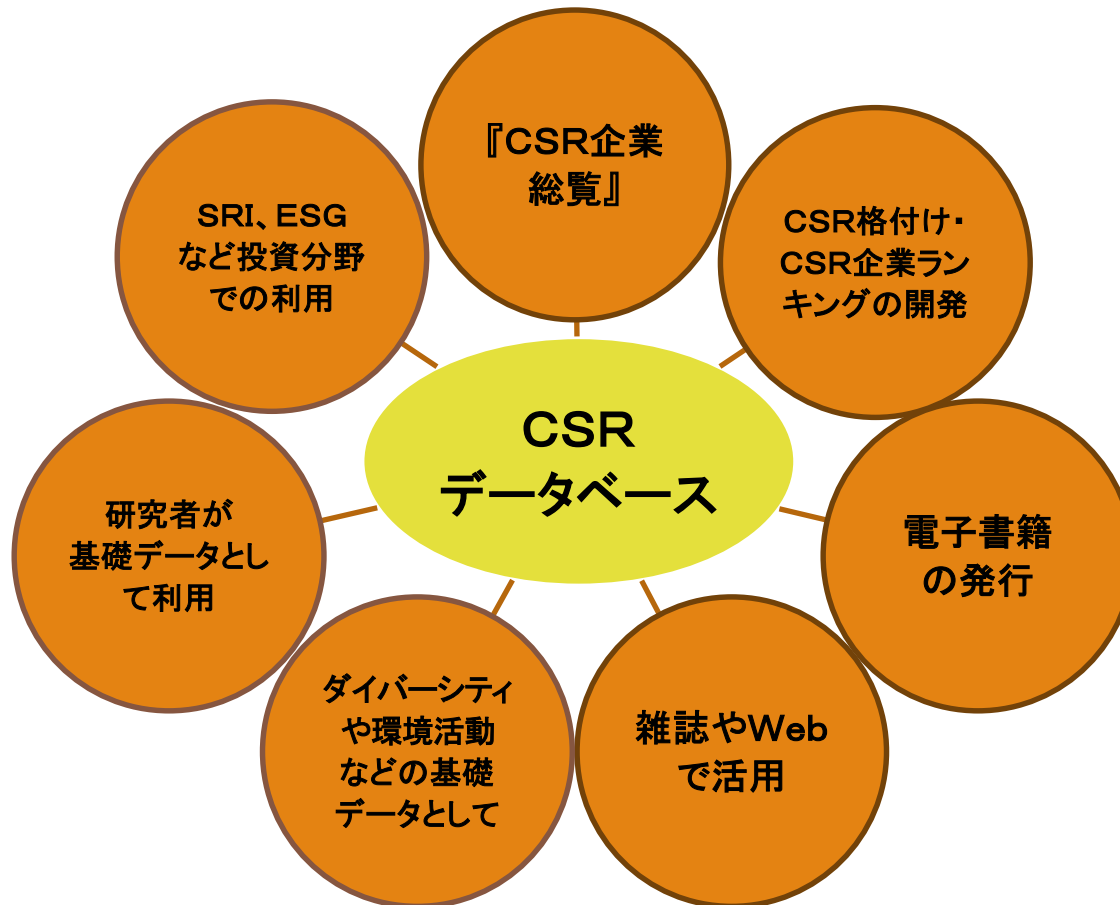 『CSR企業
総覧』
CSR格付け・
CSR企業ラン
キングの開発
電子書籍
の発行
雑誌やWeb
で活用
ダイバーシティ
や環境活動
などの基礎
データとして
研究者が
基礎データとし
て利用
SRI、ESG
など投資分野
での利用
CSR
データベース